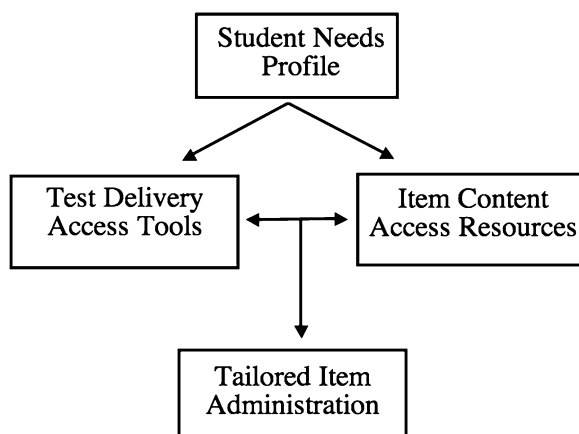 Student Needs
Profile
Test Delivery
Access Tools
Item Content
Access Resources
Tailored Item
Administration